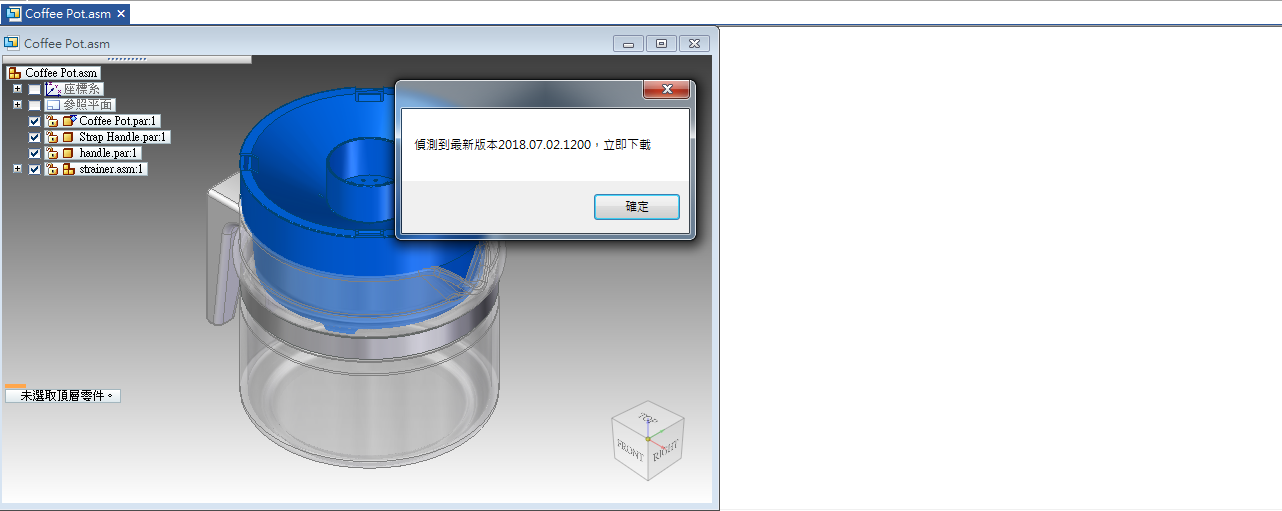 Coffee Pot.asm
Coffee Pot.asm
Coffee Pot.asm
座標系
參照平面
Coffee Pot.par:1
Strap Handle.par:1
handle.par:1
strainer.asm:1
偵測到最新版本2018.07.02.1200，立即下載
確定
未選取頂層零件。
TOP
FRONT
RIGHT